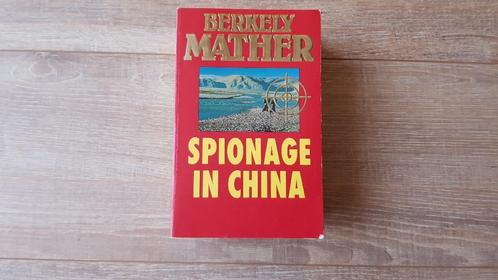 BERKELY
MATHER
SPIONAGE
IN CHINA